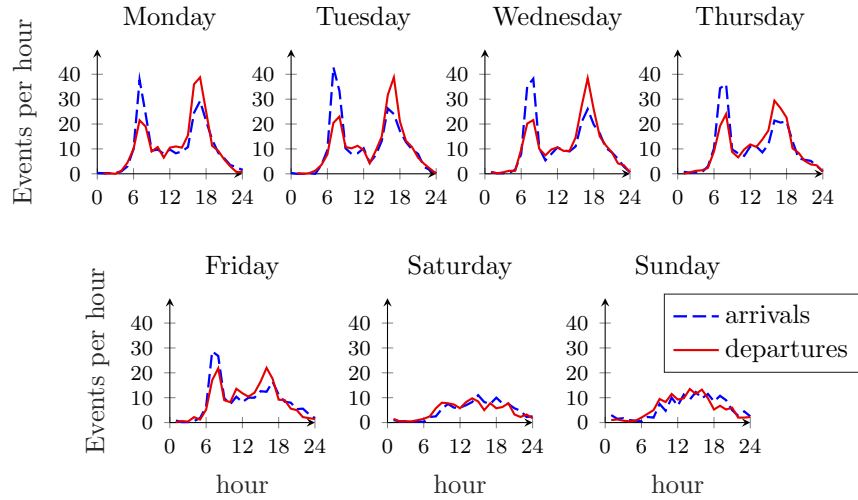 Monday Tuesday Wednesday Thursday
Events per hour
40 40 40 40
30 30 30 30
20 20 20 20
10 10 10 10
0 0 0 0
0 6 12 18 24 0 6 12 18 24 0 6 12 18 24 0 6 12 18 24
Friday Saturday Sunday
Events per hour
40 40 40
30 30 30
20 20 20
10 10 10
0 0 0
0 6 12 18 24 0 6 12 18 24 0 6 12 18 24
hour hour hour
arrivals
departures